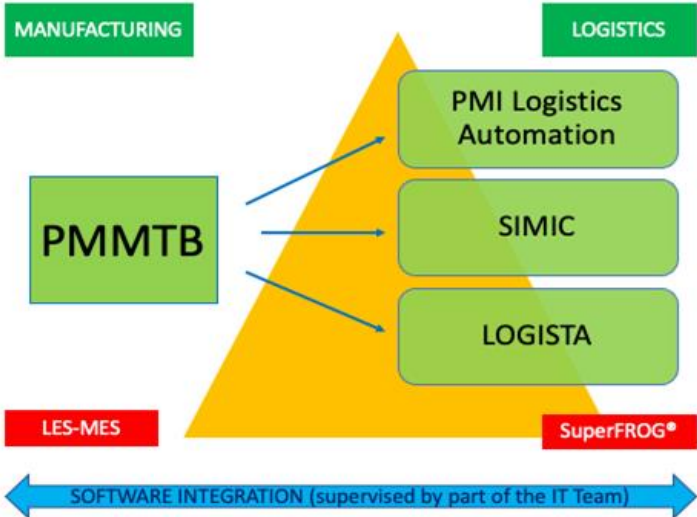 MANUFACTURING
LOGISTICS
PMI Logistics
Automation
PMMTB
SIMIC
LOGISTA
LES-MES
SuperFROG®
SOFTWARE INTEGRATION (supervised by part of the IT Team)